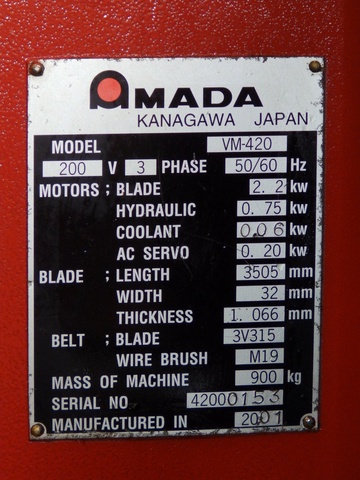 AMADA
KANAGAWA JAPAN
MODEL VM-420
200 V 3 PHASE 50/60 Hz
MOTORS ; BLADE 2. 2 kw
HYDRAULIC 0. 75 kw
COOLANT 0.06 kw
AC SERVO 0. 20 kw
BLADE ; LENGTH 3505 mm
WIDTH 32 mm
THICKNESS 1. 066 mm
BELT ; BLADE 3V315
WIRE BRUSH M19
MASS OF MACHINE 900 kg
SERIAL NO 42000153
MANUFACTURED IN 2001